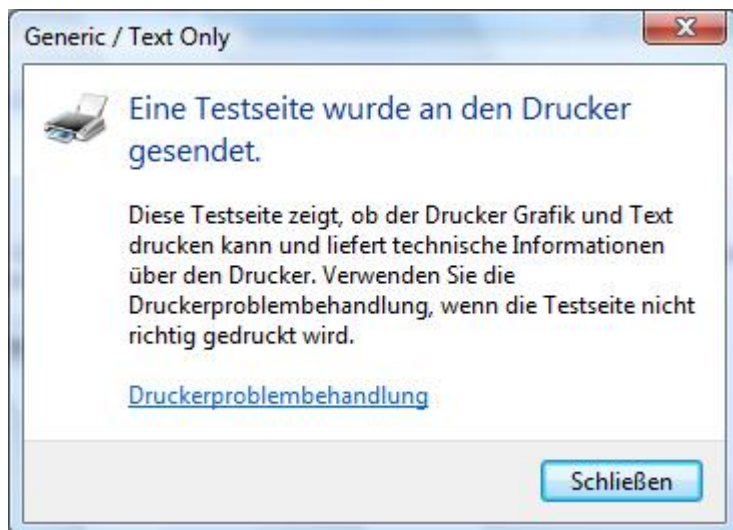 Generic / Text Only
Eine Testseite wurde an den Drucker
gesendet.
Diese Testseite zeigt, ob der Drucker Grafik und Text
drucken kann und liefert technische Informationen
über den Drucker. Verwenden Sie die
Druckerproblembehandlung, wenn die Testseite nicht
richtig gedruckt wird.
Druckerproblembehandlung
Schließen